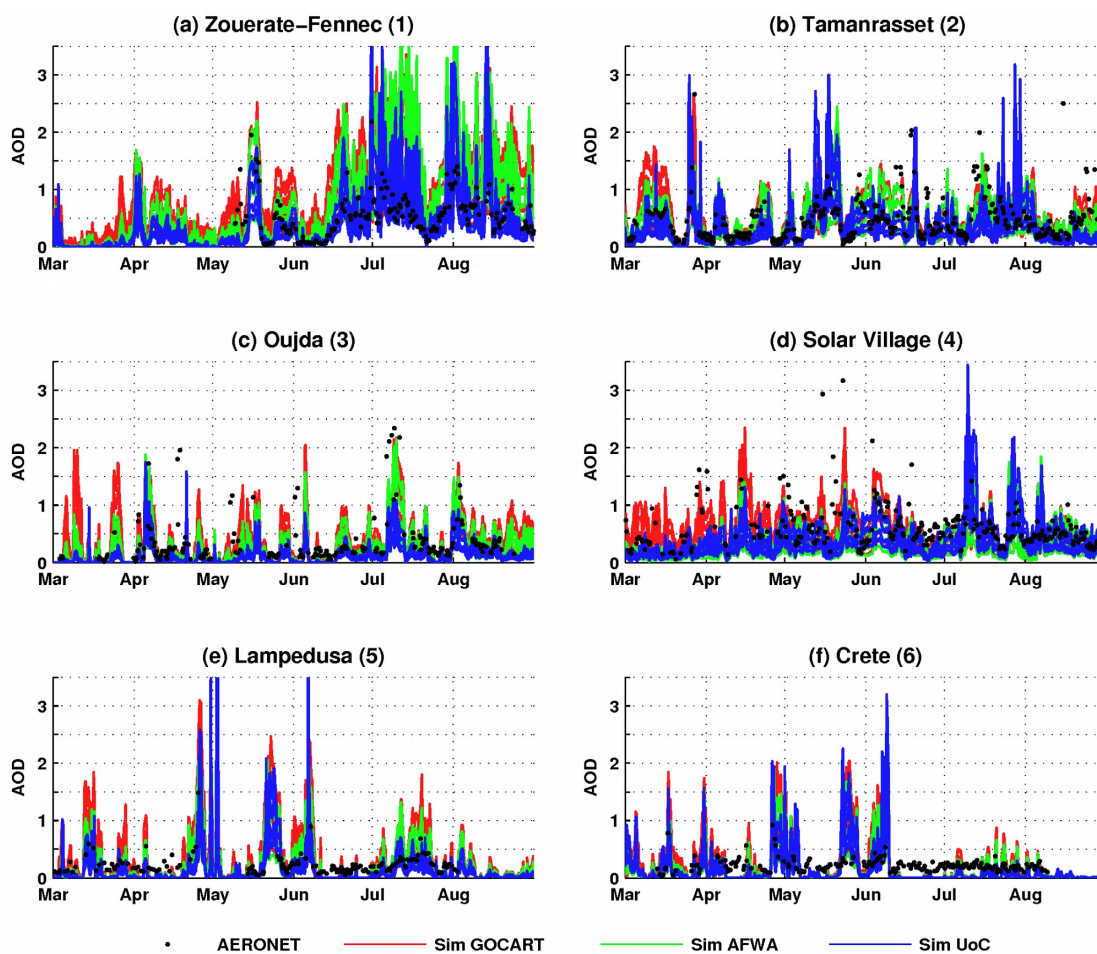 (a) Zouerate−Fennec (1)
AOD
3
2
1
0
Mar Apr May Jun Jul Aug
(b) Tamanrasset (2)
AOD
3
2
1
0
Mar Apr May Jun Jul Aug
(c) Oujda (3)
AOD
3
2
1
0
Mar Apr May Jun Jul Aug
(d) Solar Village (4)
AOD
3
2
1
0
Mar Apr May Jun Jul Aug
(e) Lampedusa (5)
AOD
3
2
1
0
Mar Apr May Jun Jul Aug
(f) Crete (6)
AOD
3
2
1
0
Mar Apr May Jun Jul Aug
AERONET Sim GOCART Sim AFWA Sim UoC